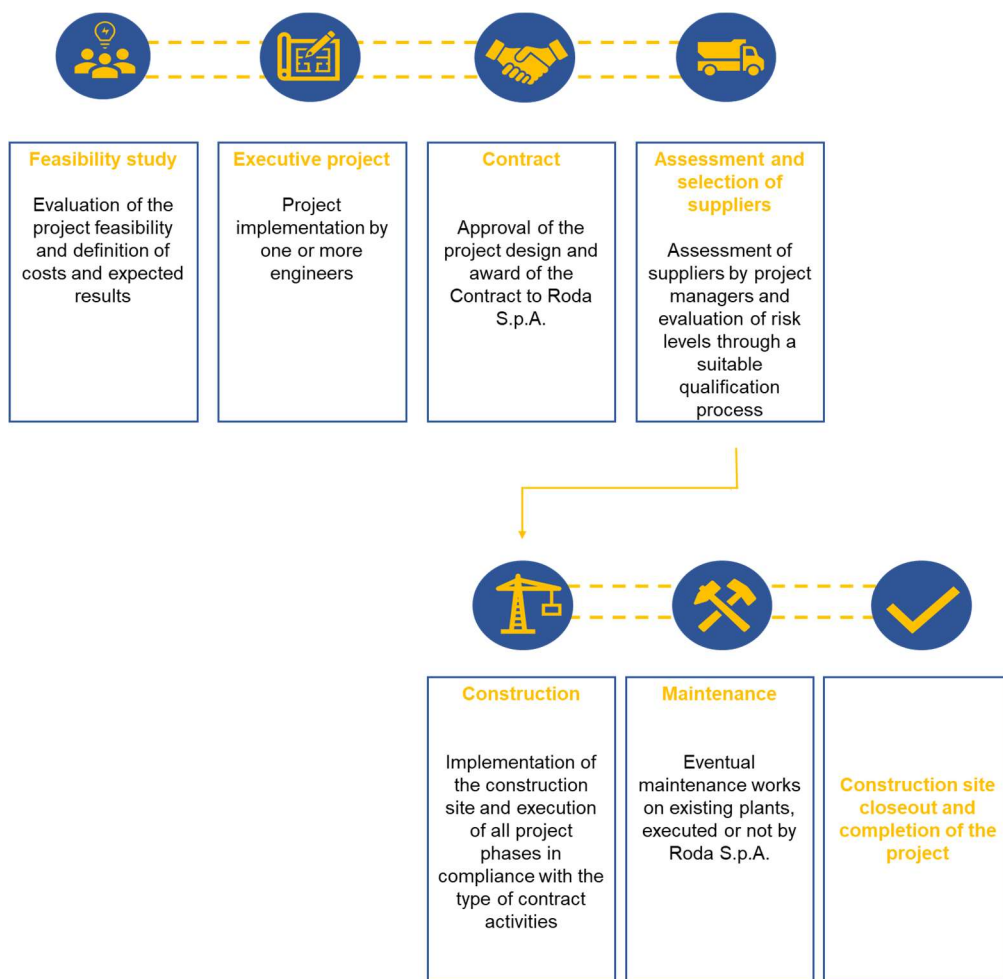 Feasibility study
Evaluation of the
project feasibility
and definition of
costs and expected
results
Executive project
Project
implementation by
one or more
engineers
Contract
Approval of the
project design and
award of the
Contract to Roda
S.p.A.
Assessment and
selection of
suppliers
Assessment of
suppliers by project
managers and
evaluation of risk
levels through a
suitable
qualification
process
Construction
Implementation of
the construction
site and execution
of all project
phases in
compliance with the
type of contract
activities
Maintenance
Eventual
maintenance works
on existing plants,
executed or not by
Roda S.p.A.
Construction site
closeout and
completion of the
project